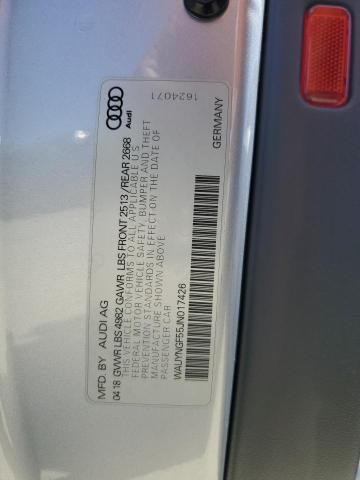 MFD. BY AUDI AG
04 18 GVWR LBS 4962 GAWR LBS FRONT 2513 / REAR 2668
THIS VEHICLE CONFORMS TO ALL APPLICABLE U S
FEDERAL MOTOR VEHICLE SAFETY, BUMPER AND THEFT
PREVENTION STANDARDS IN EFFECT ON THE DATE OF
MANUFACTURE SHOWN ABOVE
PASSENGER CAR
WAUYNGF55JN017426
GERMANY
Audi
1624071